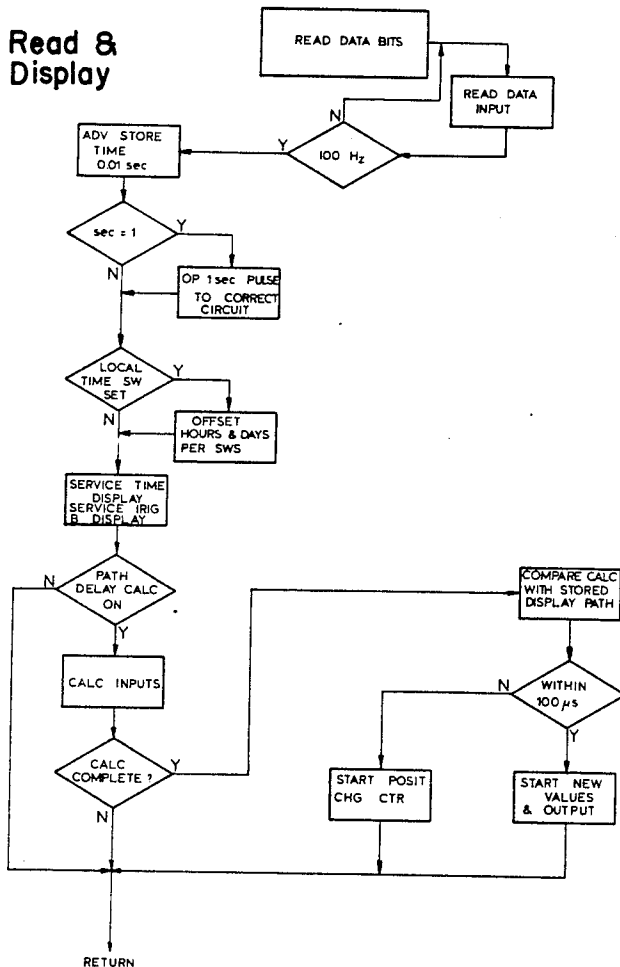 Read &
Display
READ DATA BITS
READ DATA
INPUT
N
100 Hz
Y
ADV STORE
TIME
0.01 sec
sec = 1
Y
N
OP 1 sec PULSE
TO CORRECT
CIRCUIT
LOCAL
TIME SW
SET
Y
N
OFFSET
HOURS & DAYS
PER SWS
SERVICE TIME
DISPLAY
SERVICE IRIG
B DISPLAY
N
PATH
DELAY CALC
ON
Y
CALC INPUTS
CALC
COMPLETE ?
Y
N
COMPARE CALC
WITH STORED
DISPLAY PATH
N
WITHIN
100 µs
Y
START POSIT
CHG CTR
START NEW
VALUES
& OUTPUT
RETURN